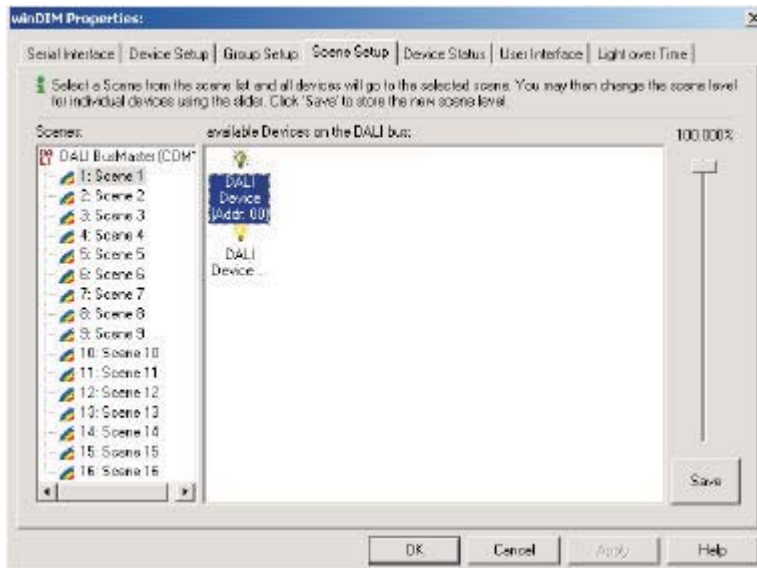 winDIM Properties:
Serial Interface Device Setup Group Setup Scene Setup Device Status User Interface Light over Time
Select a Scene from the scene list and all devices will go to the selected scene. You may then change the scene level
for individual devices using the slider. Click 'Save' to store the new scene level.
Scenes: available Devices on the DALI bus: 100.000%
DALI BusMaster (COM
1: Scene 1
2: Scene 2
3: Scene 3
4: Scene 4
5: Scene 5
6: Scene 6
7: Scene 7
8: Scene 8
9: Scene 9
10: Scene 10
11: Scene 11
12: Scene 12
13: Scene 13
14: Scene 14
15: Scene 15
16: Scene 16
DALI
Device
(Addr: 00)
DALI
Device ...
Save
OK Cancel Apply Help